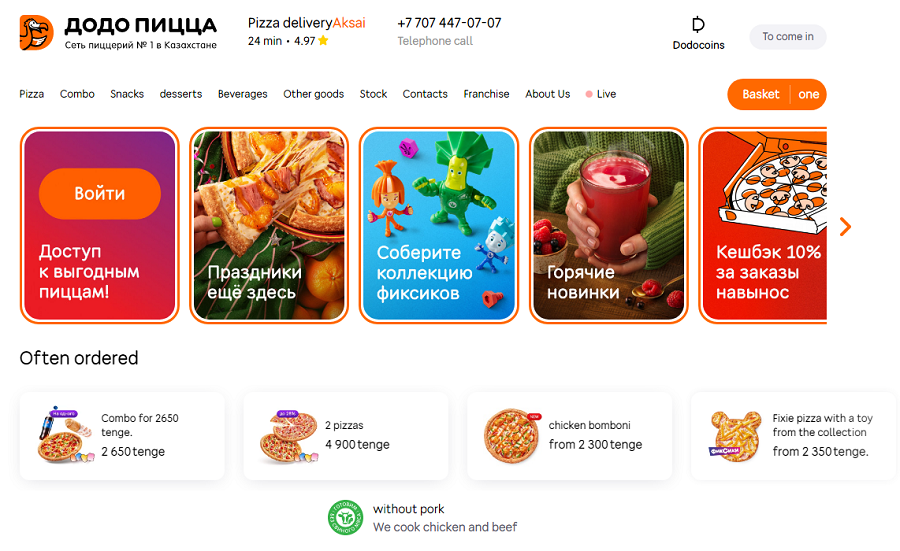 ДОДО ПИЦЦА
Сеть пиццерий № 1 в Казахстане
Pizza deliveryAksai
24 min • 4.97
+7 707 447-07-07
Telephone call
Dodocoins
To come in
Pizza
Combo
Snacks
desserts
Beverages
Other goods
Stock
Contacts
Franchise
About Us
Live
Basket
one
Войти
Доступ
к выгодным
пиццам!
Праздники
ещё здесь
Соберите
коллекцию
фиксиков
Горячие
новинки
Кешбэк 10%
за заказы
навынос
Often ordered
На одного
Combo for 2650
tenge.
2 650 tenge
2 pizzas
4 900 tenge
new
chicken bomboni
from 2 300 tenge
ФИКСИКИ
Fixie pizza with a toy
from the collection
from 2 350 tenge.
without pork
We cook chicken and beef